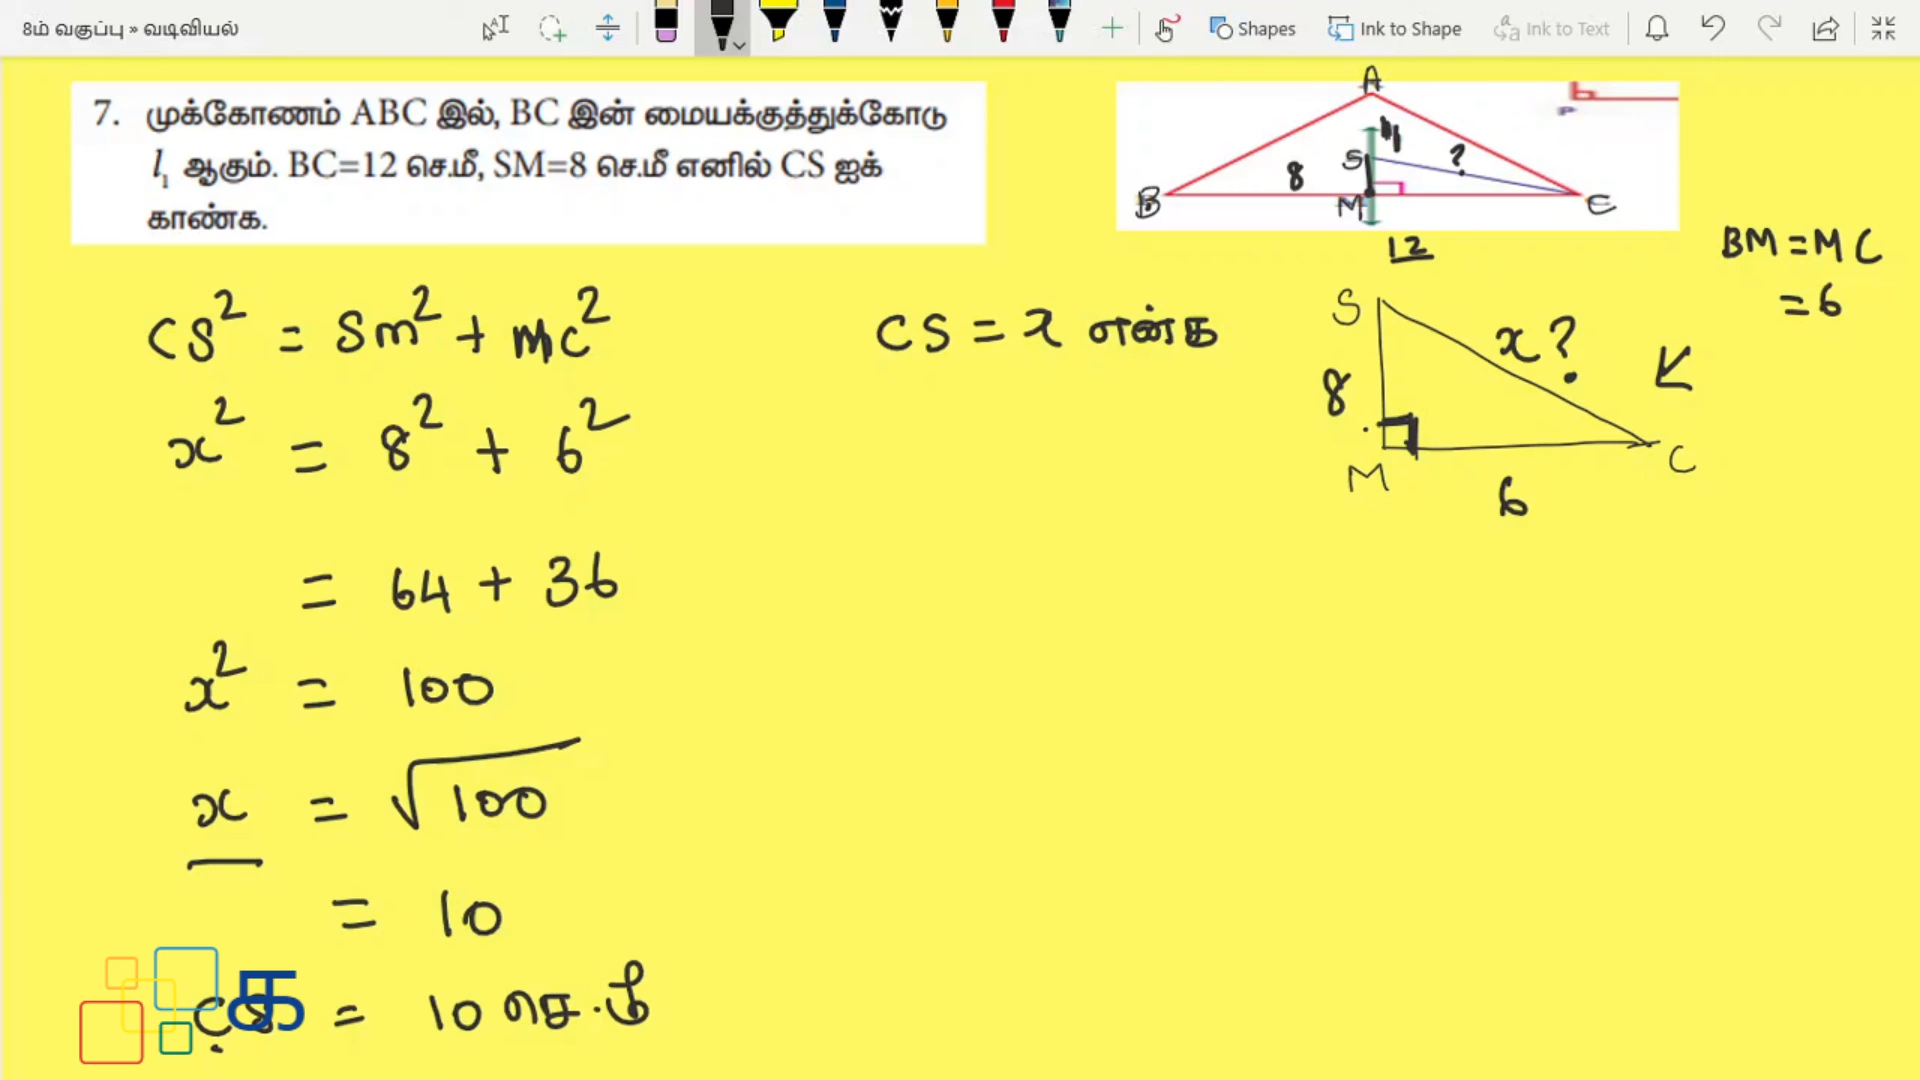 8ம் வகுப்பு » வடிவியல்
Shapes
Ink to Shape
Ink to Text
7. முக்கோணம் ABC இல், BC இன் மையக்குத்துக்கோடு
l₁ ஆகும். BC=12 செ.மீ, SM=8 செ.மீ எனில் CS ஐக்
காண்க.
A
S
?
8
B
M
C
12
BM = MC
= 6
CS² = SM² + MC²
CS = x என்க
S
x?
8
M
C
6
x² = 8² + 6²
= 64 + 36
x² = 100
x = √100
= 10
CS = 10 செ.மீ